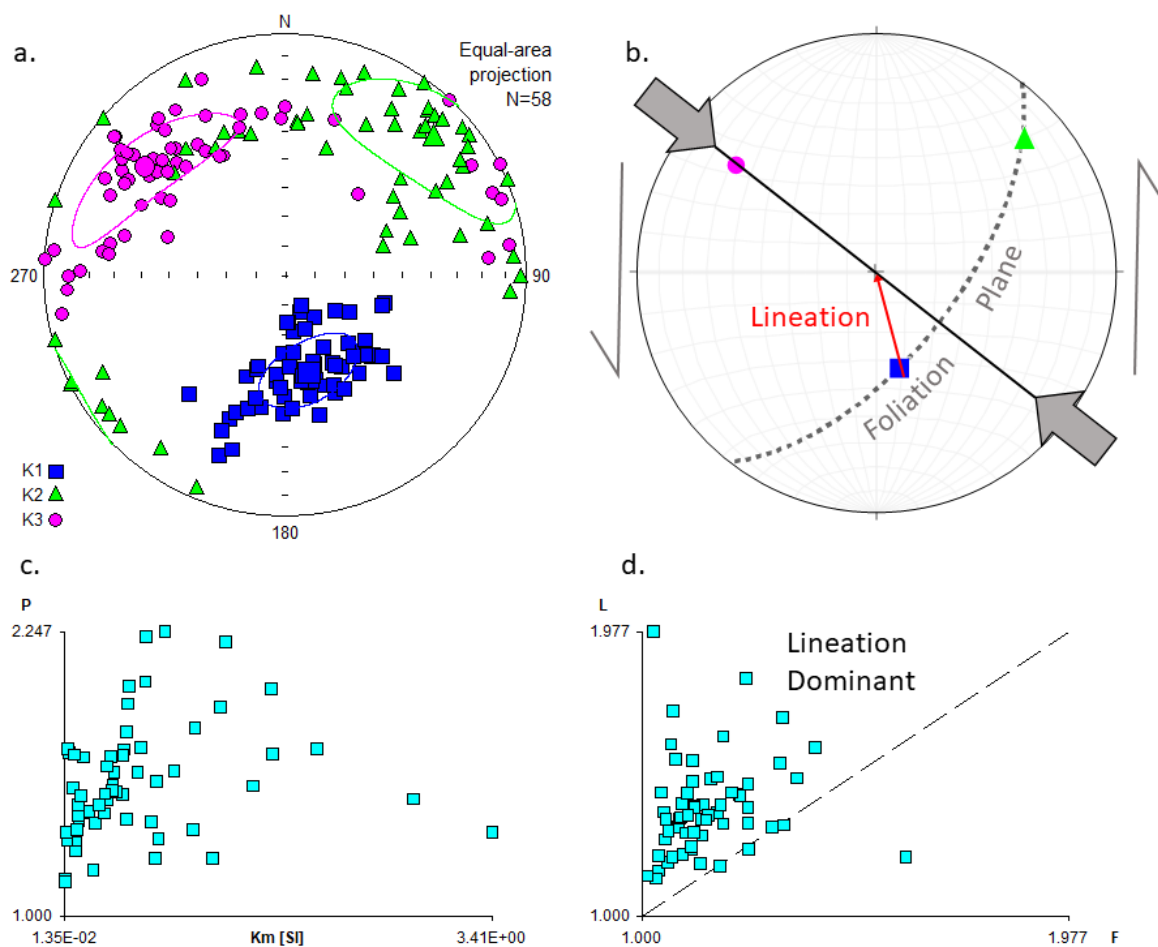 a.
N
Equal-area
projection
N=58
270
90
180
K1
K2
K3
b.
Lineation
Foliation
Plane
c.
P
2.247
1.000
1.35E-02
Km [SI]
3.41E+00
d.
L
1.977
Lineation
Dominant
1.000
1.000
1.977
F